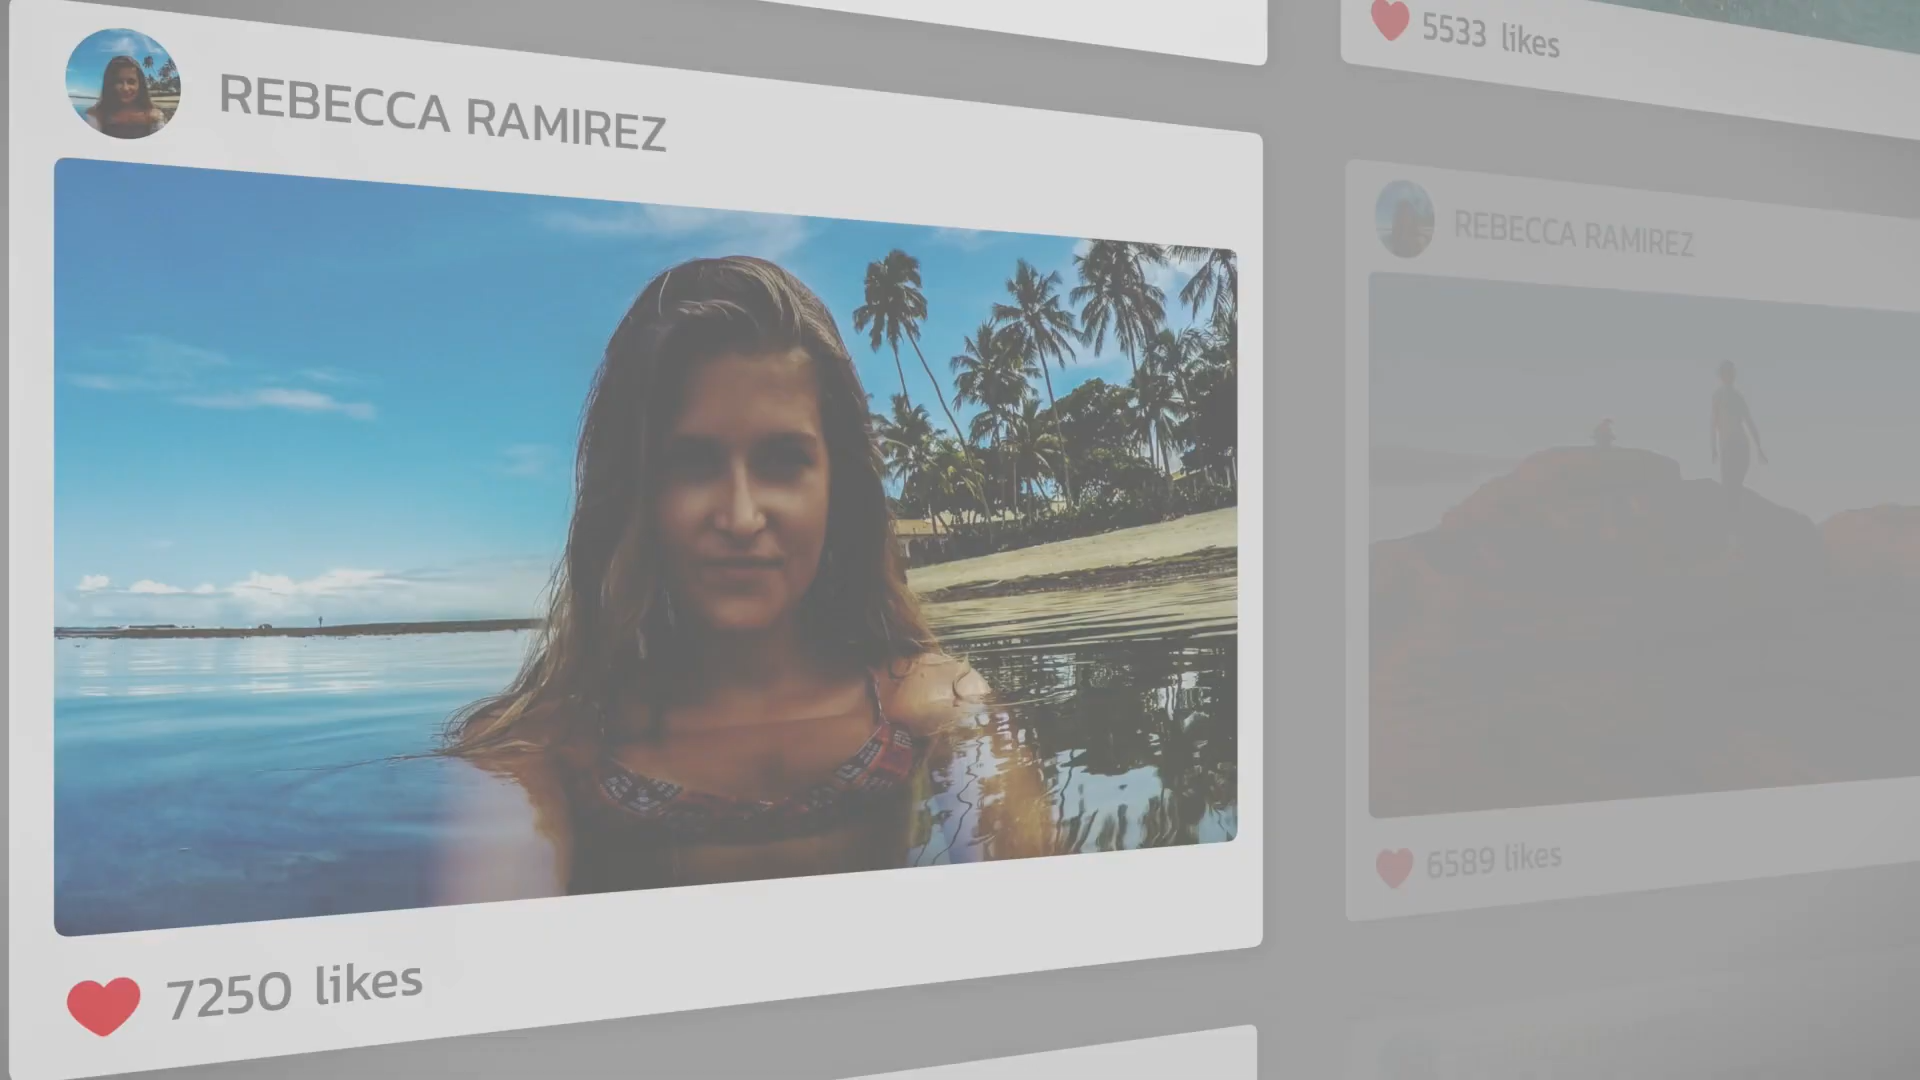 REBECCA RAMIREZ
7250 likes
5533 likes
REBECCA RAMIREZ
6589 likes